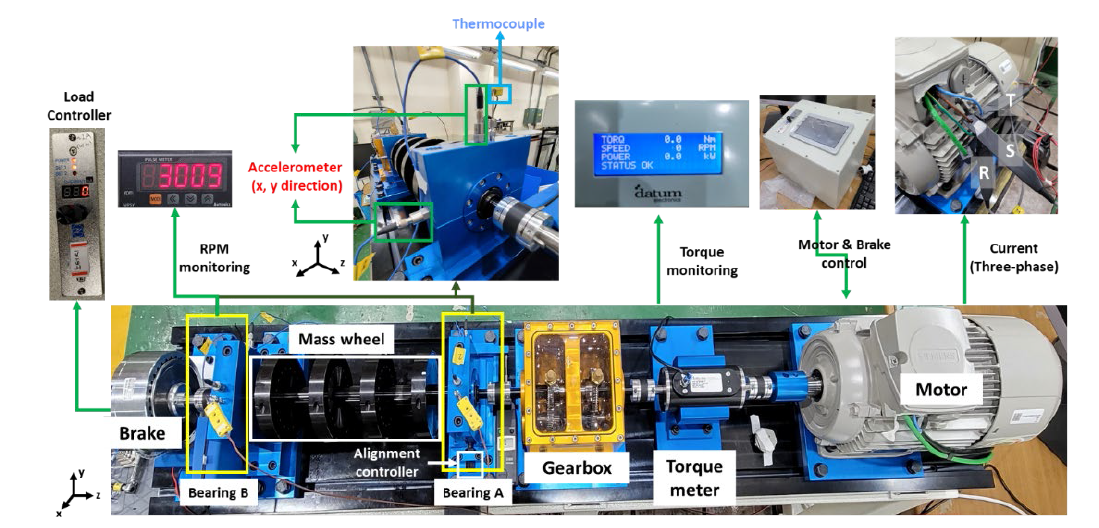 Thermocouple
Load
Controller
PULSE METER
3009
Autonics
RPM
monitoring
Accelerometer
(x, y direction)
y
x
z
TORQ 0.0 Nm
SPEED 0 RPM
POWER 0.0 kW
STATUS OK
datum
electronics
Torque
monitoring
Motor & Brake
control
T
S
R
Current
(Three-phase)
Mass wheel
Brake
Bearing B
Alignment
controller
Bearing A
Gearbox
Torque
meter
Motor
y
z
x